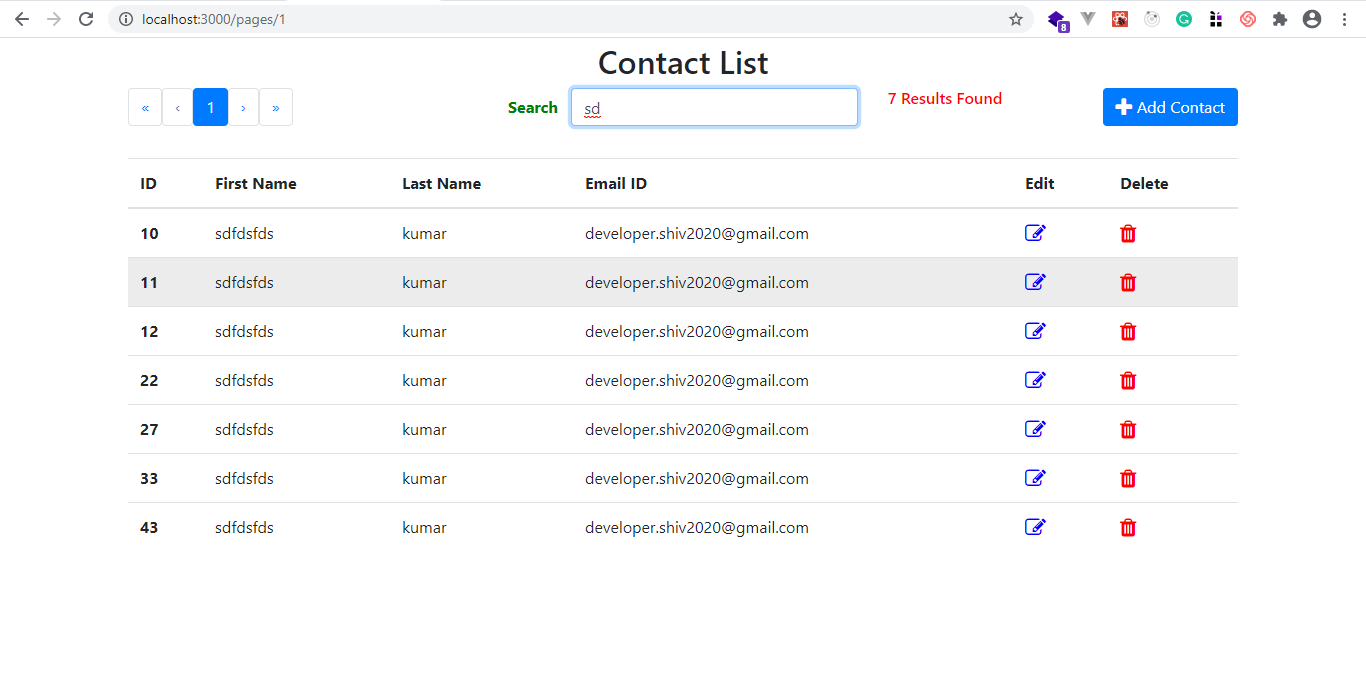 localhost:3000/pages/1
8
Contact List
« ‹ 1 › » Search sd 7 Results Found Add Contact
ID First Name Last Name Email ID Edit Delete
10 sdfdsfds kumar developer.shiv2020@gmail.com
11 sdfdsfds kumar developer.shiv2020@gmail.com
12 sdfdsfds kumar developer.shiv2020@gmail.com
22 sdfdsfds kumar developer.shiv2020@gmail.com
27 sdfdsfds kumar developer.shiv2020@gmail.com
33 sdfdsfds kumar developer.shiv2020@gmail.com
43 sdfdsfds kumar developer.shiv2020@gmail.com